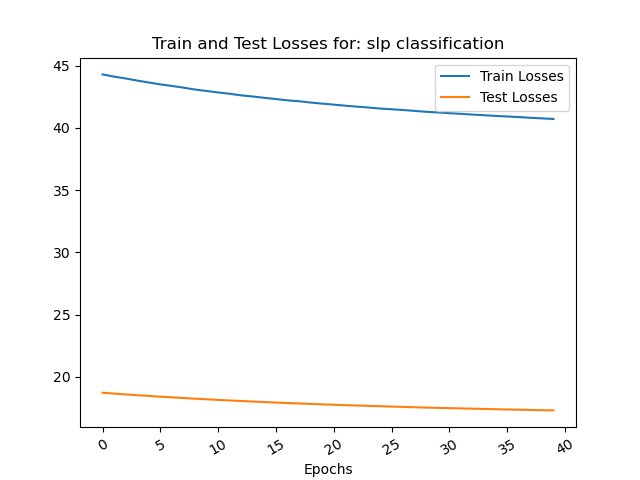 Train and Test Losses for: slp classification
45
40
35
30
25
20
Train Losses
Test Losses
0 5 10 15 20 25 30 35 40
Epochs